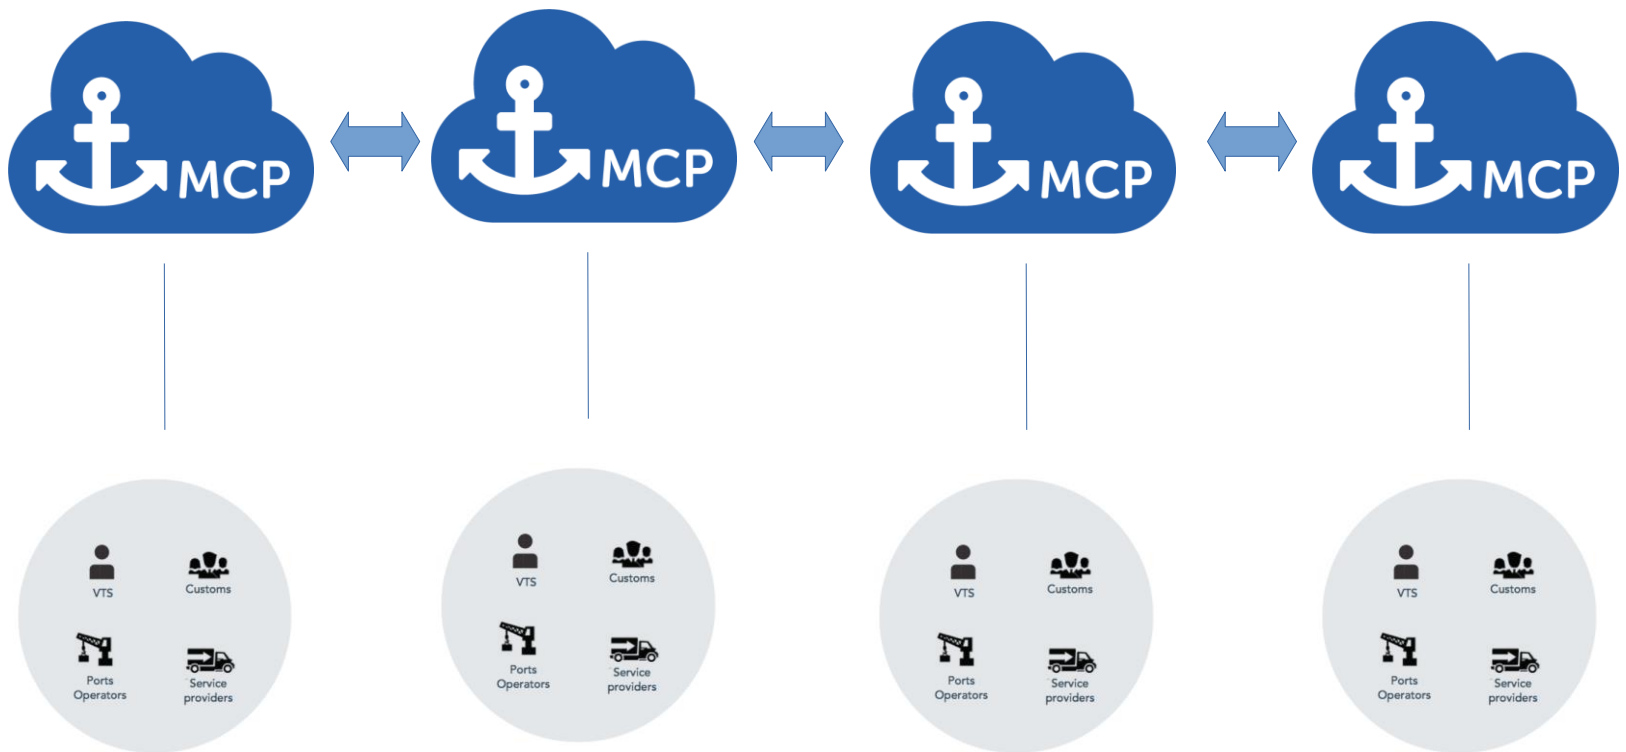 MCP
MCP
MCP
MCP
VTS
Customs
Ports
Operators
Service
providers
VTS
Customs
Ports
Operators
Service
providers
VTS
Customs
Ports
Operators
Service
providers
VTS
Customs
Ports
Operators
Service
providers